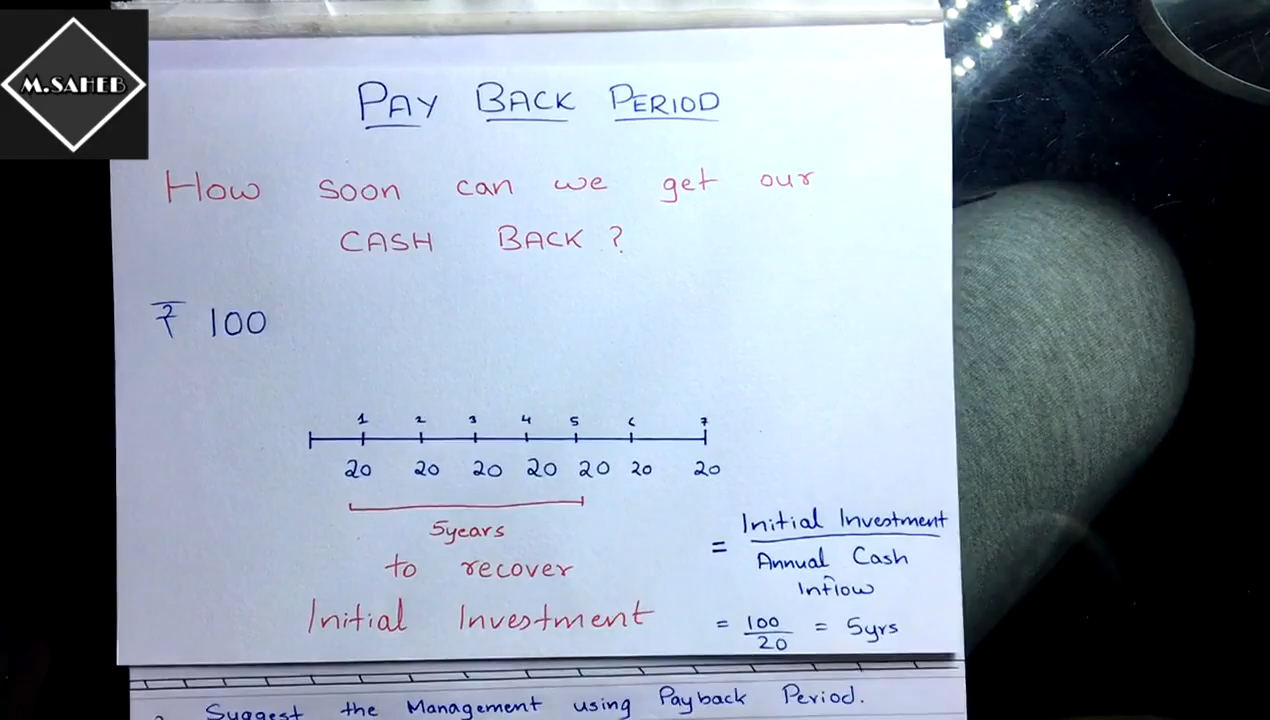 M.SAHEB
PAY BACK PERIOD
How soon can we get our
CASH BACK ?
₹ 100
1 2 3 4 5 6 7
20 20 20 20 20 20 20
5years
to recover
Initial Investment
= Initial Investment
Annual Cash
Inflow
= 100
20
= 5yrs
Suggest the Management using Payback Period.